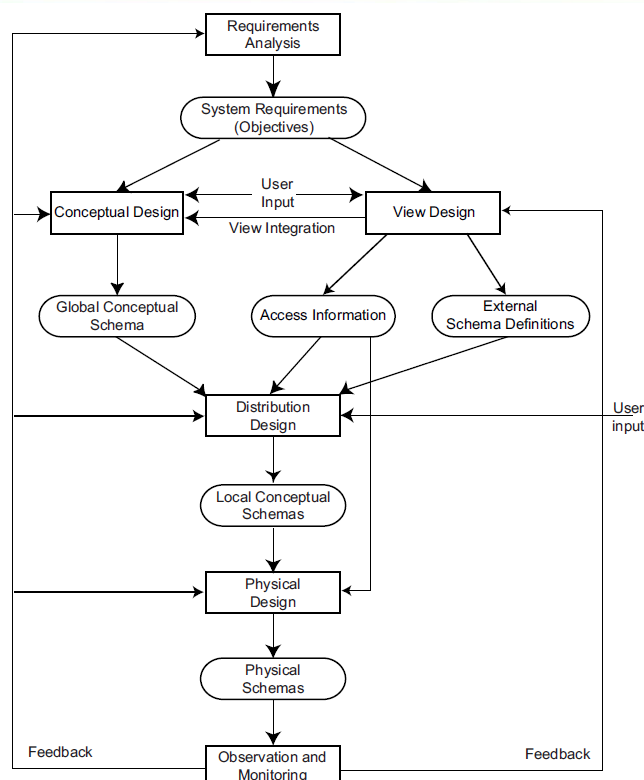 Requirements
Analysis
System Requirements
(Objectives)
User
Input
Conceptual Design
View Integration
View Design
Global Conceptual
Schema
Access Information
External
Schema Definitions
Distribution
Design
User
input
Local Conceptual
Schemas
Physical
Design
Physical
Schemas
Feedback
Observation and
Monitoring
Feedback